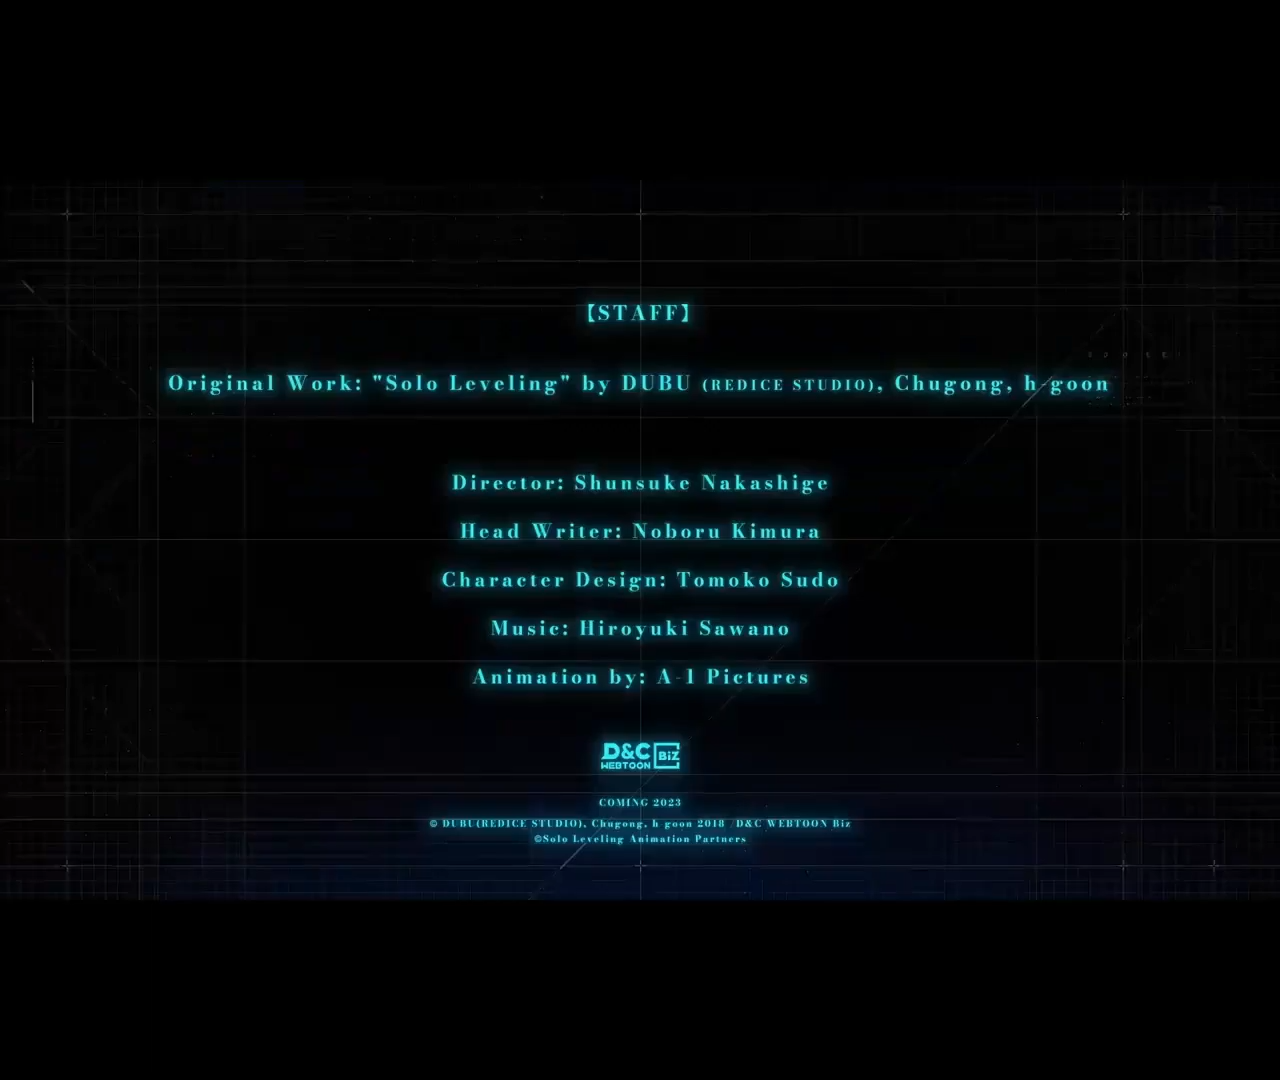 【STAFF】
Original Work: "Solo Leveling" by DUBU (REDICE STUDIO), Chugong, h-goon
Director: Shunsuke Nakashige
Head Writer: Noboru Kimura
Character Design: Tomoko Sudo
Music: Hiroyuki Sawano
Animation by: A-1 Pictures
D&C WEBTOON BiZ
COMING 2023
© DUBU(REDICE STUDIO), Chugong, h-goon 2018 /D&C WEBTOON Biz
©Solo Leveling Animation Partners